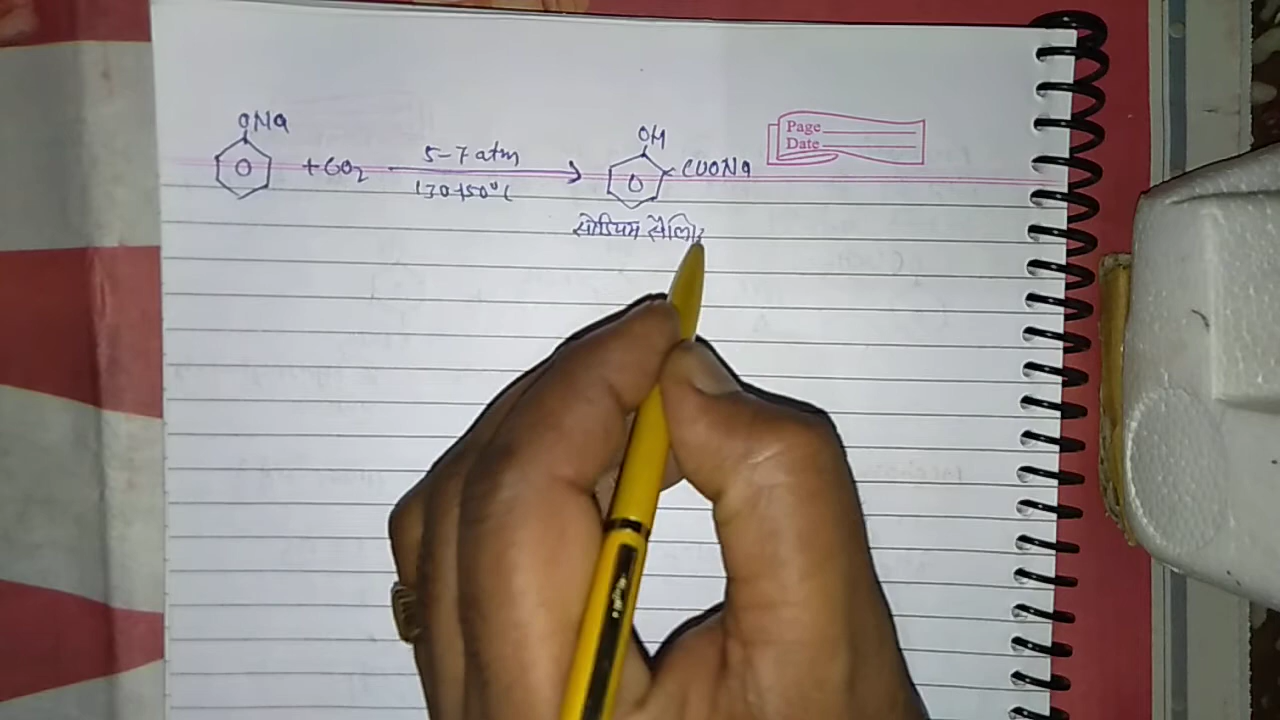 ONa
+ CO₂
5-7 atm
130-150°C
OH
COONa
सोडियम सैलि
Page
Date